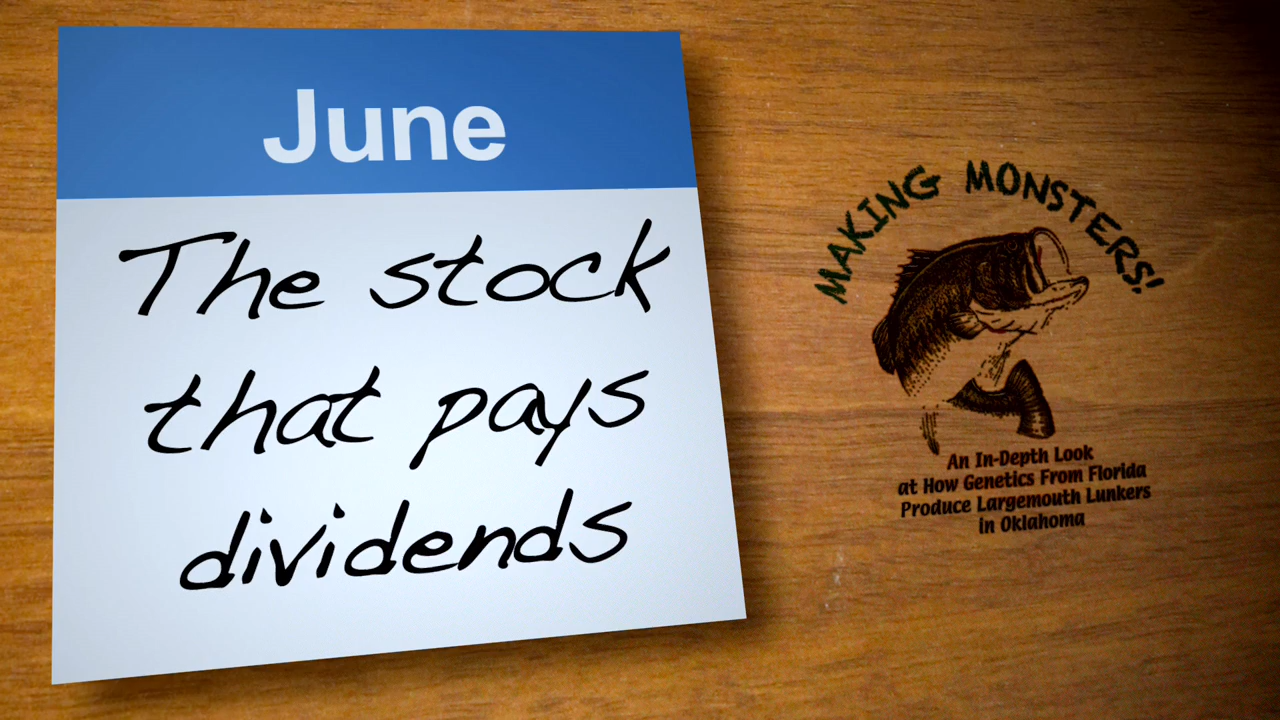 June
The stock
that pays
dividends
MAKING MONSTERS!
An In-Depth Look
at How Genetics From Florida
Produce Largemouth Lunkers
in Oklahoma